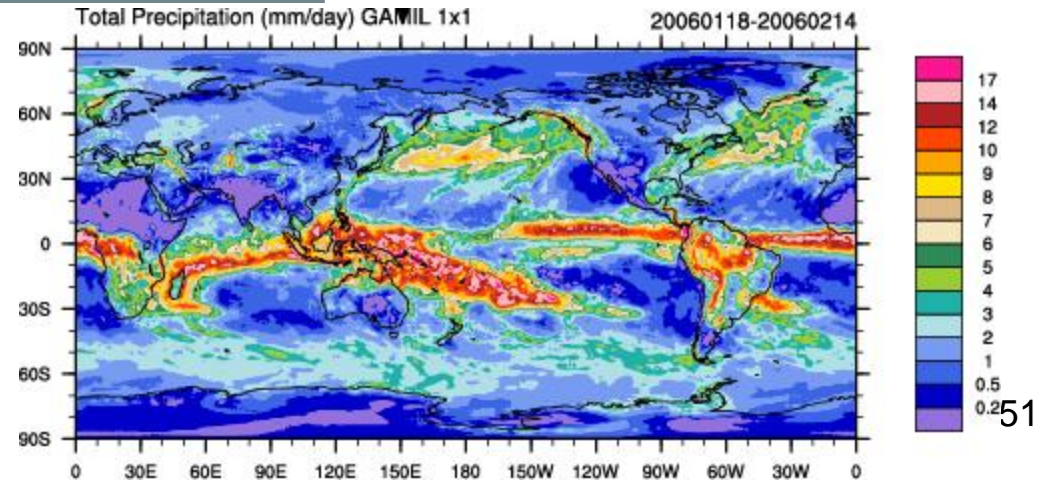 Total Precipitation (mm/day) GAMIL 1x1
20060118-20060214
90N
60N
30N
0
30S
60S
90S
0 30E 60E 90E 120E 150E 180 150W 120W 90W 60W 30W 0
17
14
12
10
9
8
7
6
5
4
3
2
1
0.5
0.2
51